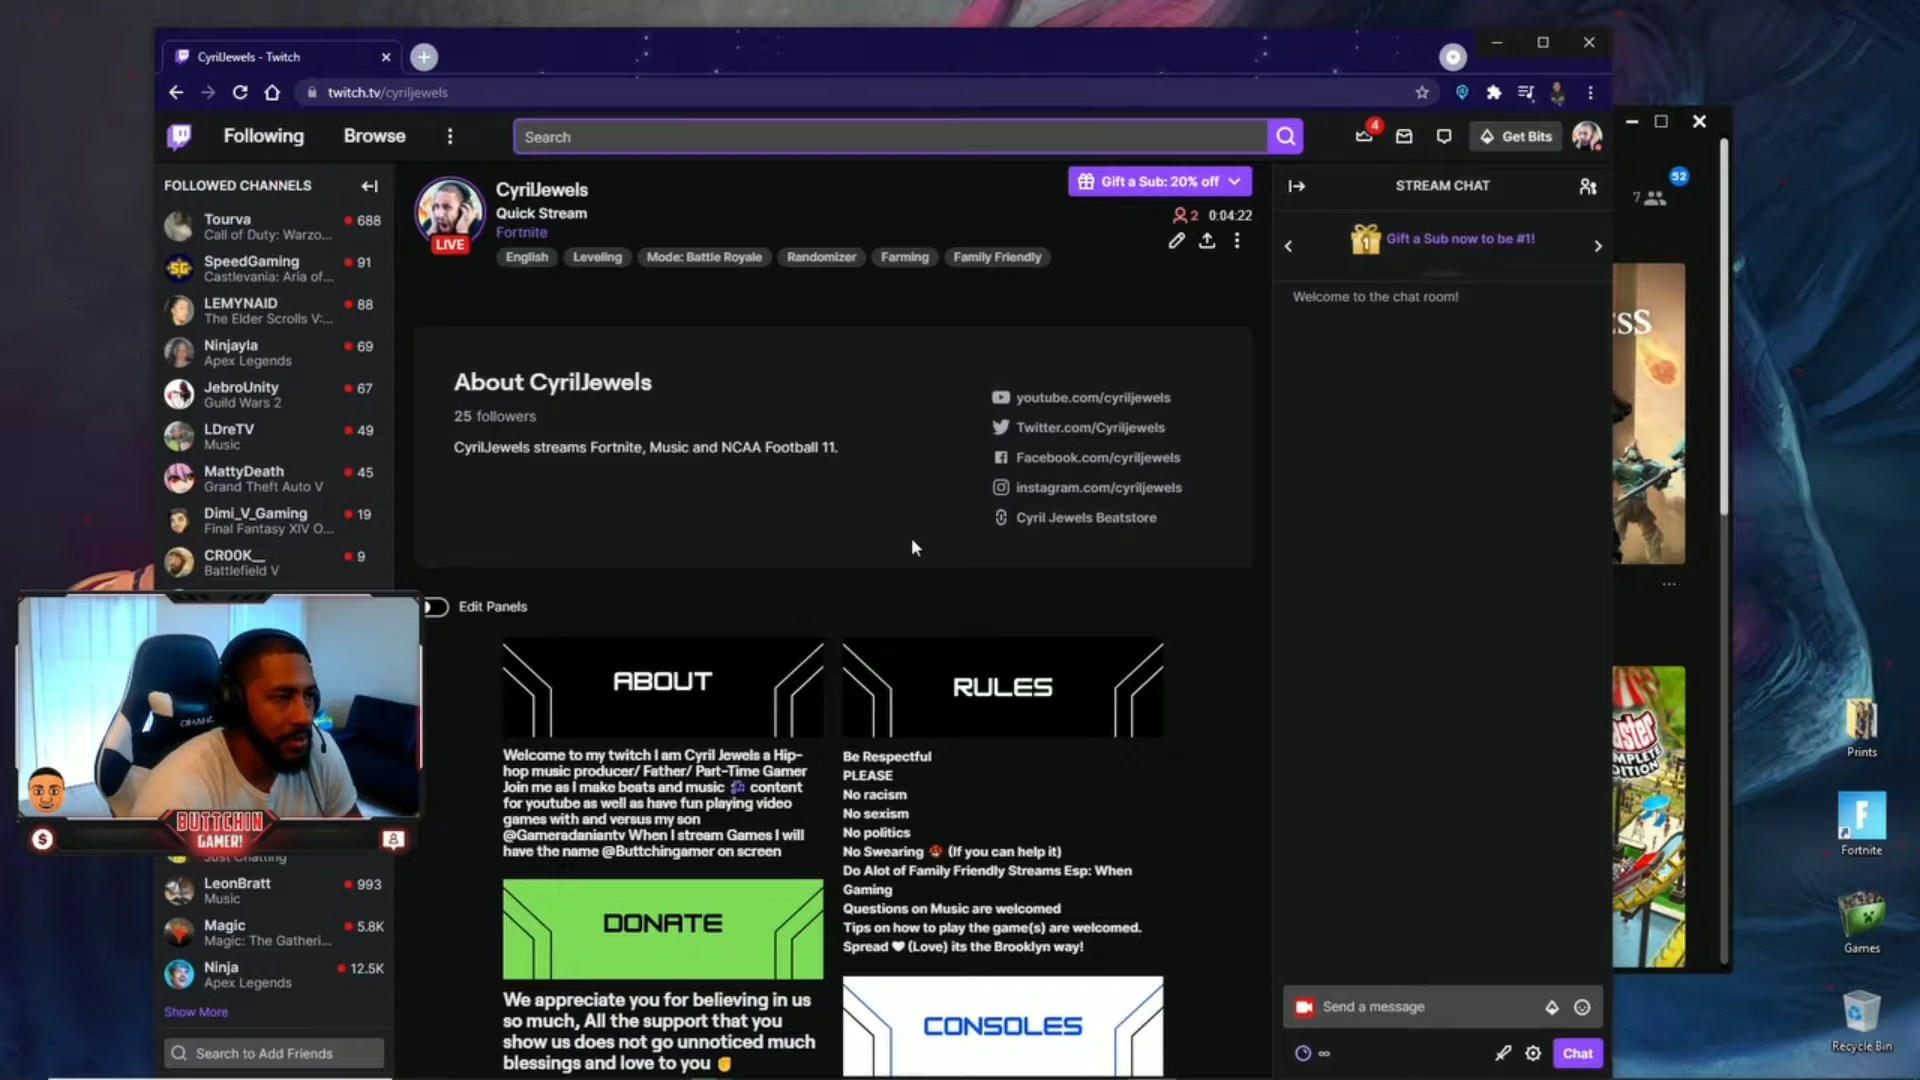 CyrilJewels - Twitch
twitch.tv/cyriljewels
Following
Browse
Search
4
Get Bits
FOLLOWED CHANNELS
Tourva
688
Call of Duty: Warzo...
SpeedGaming
91
Castlevania: Aria of...
LEMYNAID
88
The Elder Scrolls V:...
Ninjayla
69
Apex Legends
JebroUnity
67
Guild Wars 2
LDreTV
49
Music
MattyDeath
45
Grand Theft Auto V
Dimi_V_Gaming
19
Final Fantasy XIV O...
CR00K__
9
Battlefield V
Just Chatting
LeonBratt
993
Music
Magic
5.8K
Magic: The Gatheri...
Ninja
12.5K
Apex Legends
Show More
Search to Add Friends
BUTTCHIN
GAMER!
LIVE
CyrilJewels
Quick Stream
Fortnite
English
Leveling
Mode: Battle Royale
Randomizer
Farming
Family Friendly
Gift a Sub: 20% off
2
0:04:22
About CyrilJewels
25 followers
CyrilJewels streams Fortnite, Music and NCAA Football 11.
youtube.com/cyriljewels
Twitter.com/Cyriljewels
Facebook.com/cyriljewels
instagram.com/cyriljewels
Cyril Jewels Beatstore
Edit Panels
ABOUT
Welcome to my twitch I am Cyril Jewels a Hip-
hop music producer/ Father/ Part-Time Gamer
Join me as I make beats and music 🎶 content
for youtube as well as have fun playing video
games with and versus my son
@Gameradaniantv When I stream Games I will
have the name @Buttchingamer on screen
DONATE
We appreciate you for believing in us
so much, All the support that you
show us does not go unnoticed much
blessings and love to you ✊
RULES
Be Respectful
PLEASE
No racism
No sexism
No politics
No Swearing 🤬 (If you can help it)
Do Alot of Family Friendly Streams Esp: When
Gaming
Questions on Music are welcomed
Tips on how to play the game(s) are welcomed.
Spread ❤ (Love) its the Brooklyn way!
CONSOLES
STREAM CHAT
1
Gift a Sub now to be #1!
Welcome to the chat room!
Send a message
Chat
7
52
Prints
Fortnite
Games
Recycle Bin